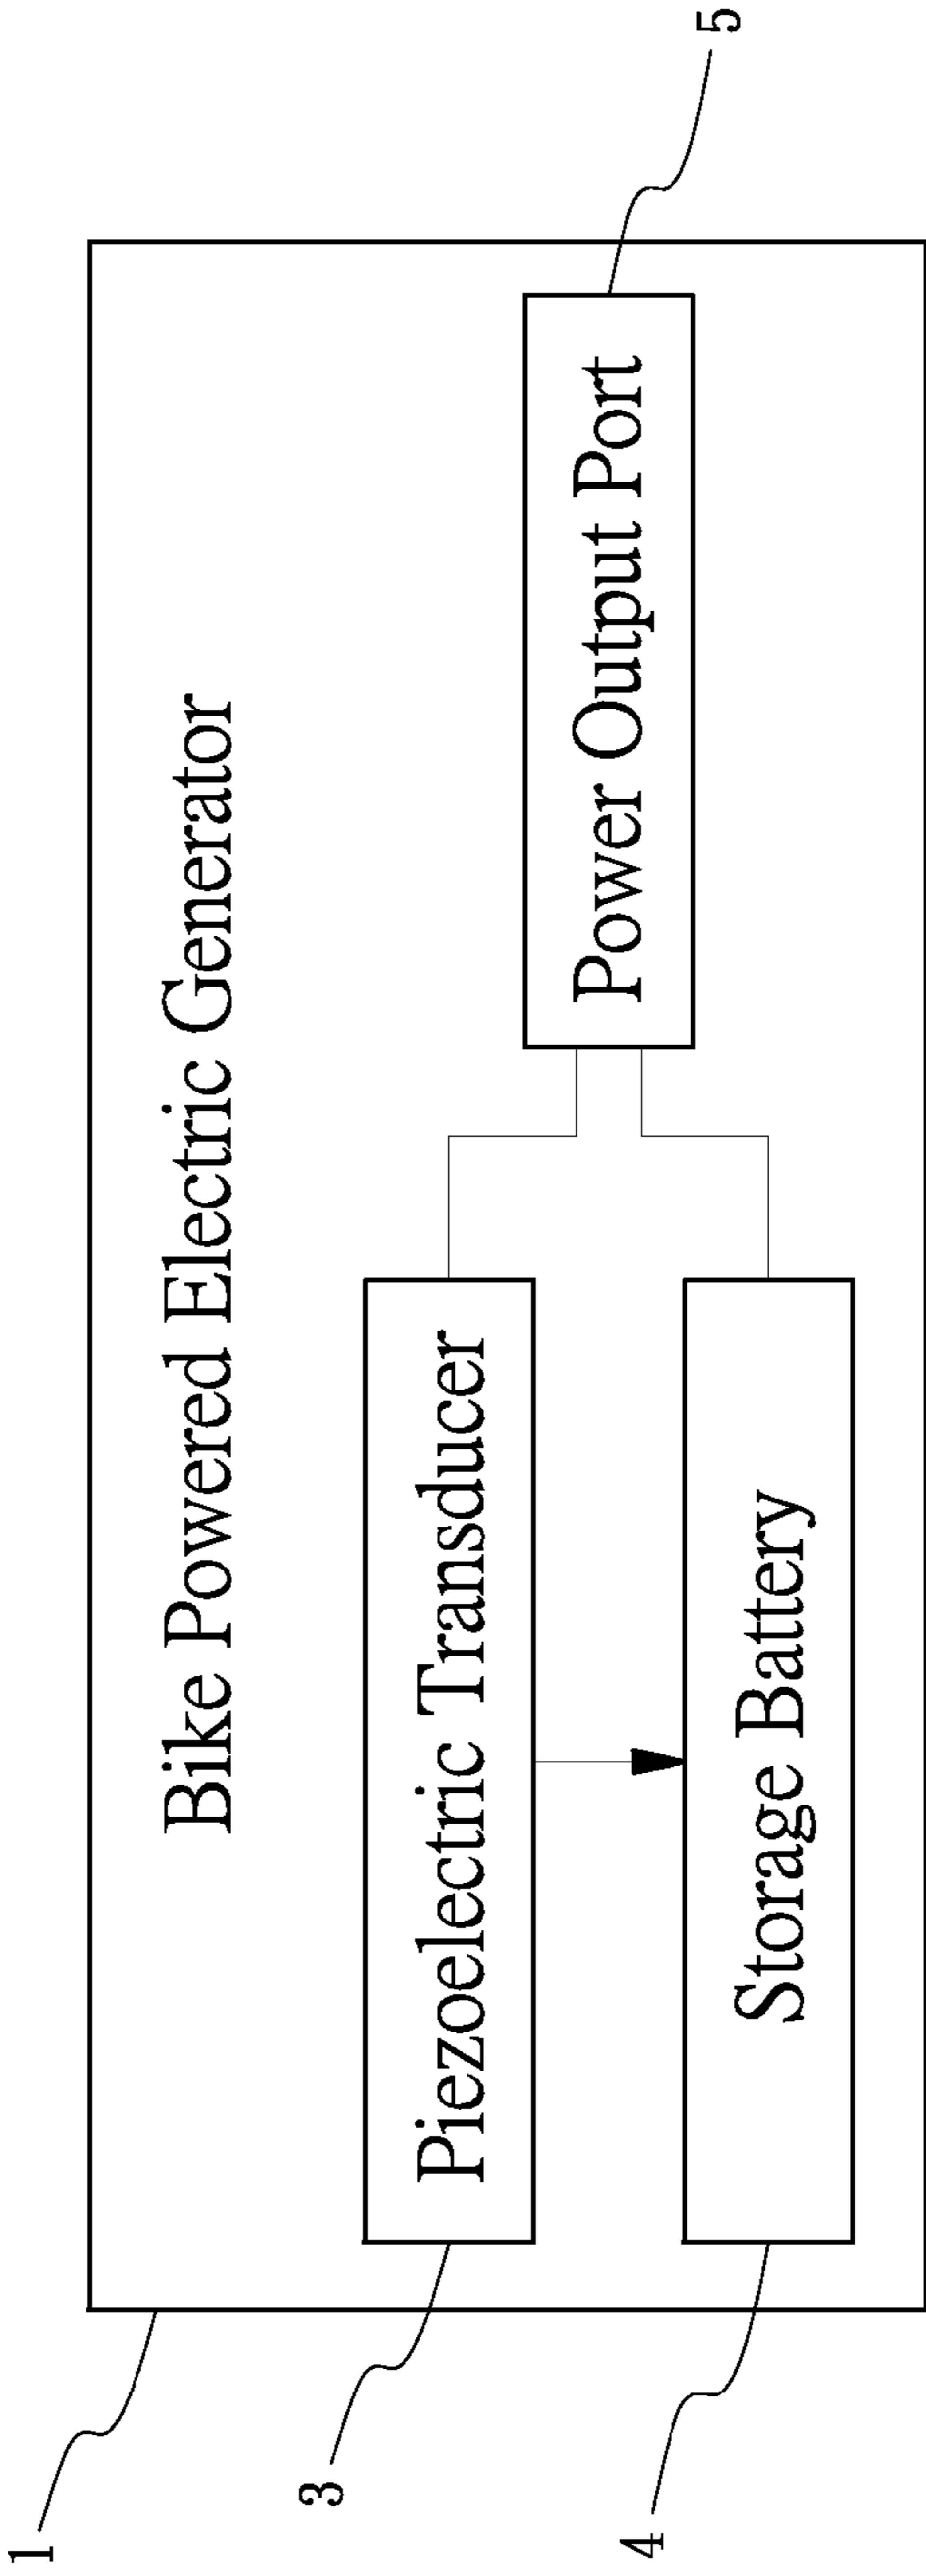 Bike Powered Electric Generator
1
3
Piezoelectric Transducer
Power Output Port
5
4
Storage Battery